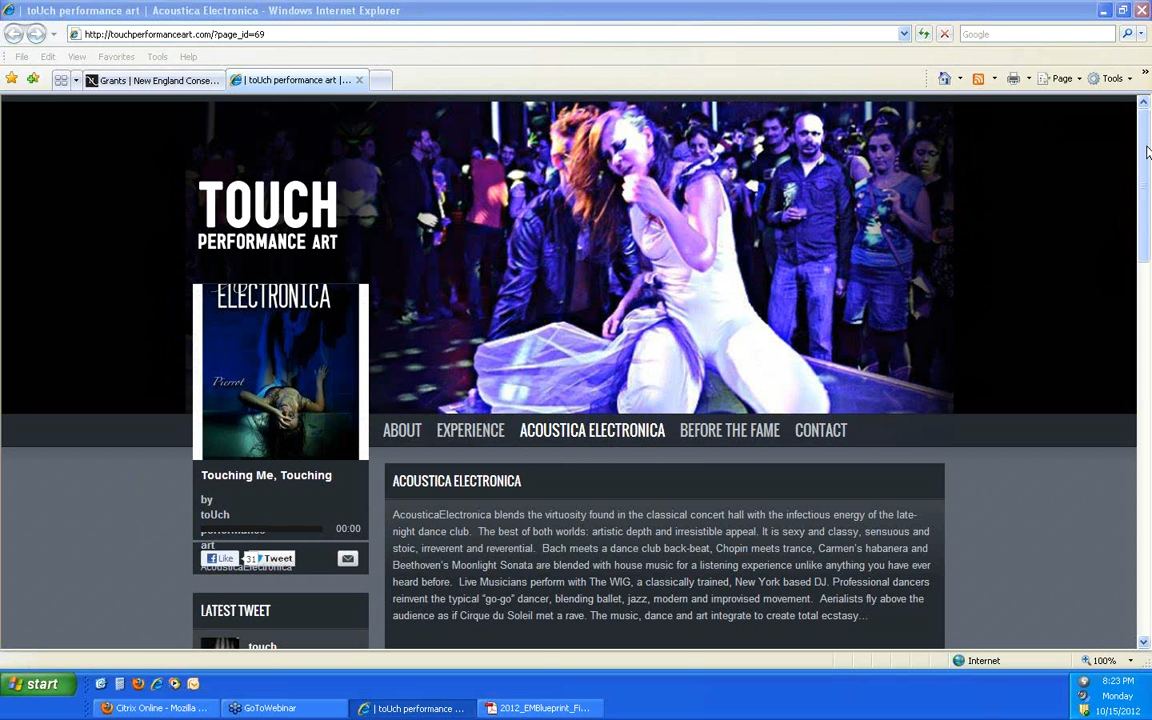 | toUch performance art | Acoustica Electronica - Windows Internet Explorer
http://touchperformanceart.com/?page_id=69
Google
File Edit View Favorites Tools Help
Grants | New England Conse...
| toUch performance art |...
Page Tools
TOUCH
PERFORMANCE ART
ELECTRONICA
Pierrot
ABOUT EXPERIENCE ACOUSTICA ELECTRONICA BEFORE THE FAME CONTACT
Touching Me, Touching
by
toUch
performance
art
AcousticaElectronica
00:00
Like 31 Tweet
LATEST TWEET
touch
ACOUSTICA ELECTRONICA
AcousticaElectronica blends the virtuosity found in the classical concert hall with the infectious energy of the late-
night dance club. The best of both worlds: artistic depth and irresistible appeal. It is sexy and classy, sensuous and
stoic, irreverent and reverential. Bach meets a dance club back-beat, Chopin meets trance, Carmen's habanera and
Beethoven's Moonlight Sonata are blended with house music for a listening experience unlike anything you have ever
heard before. Live Musicians perform with The WIG, a classically trained, New York based DJ. Professional dancers
reinvent the typical "go-go" dancer, blending ballet, jazz, modern and improvised movement. Aerialists fly above the
audience as if Cirque du Soleil met a rave. The music, dance and art integrate to create total ecstasy...
Internet 100%
start
Citrix Online - Mozilla ...
GoToWebinar
| toUch performance ...
2012_EMBlueprint_Fi...
8:23 PM
Monday
10/15/2012